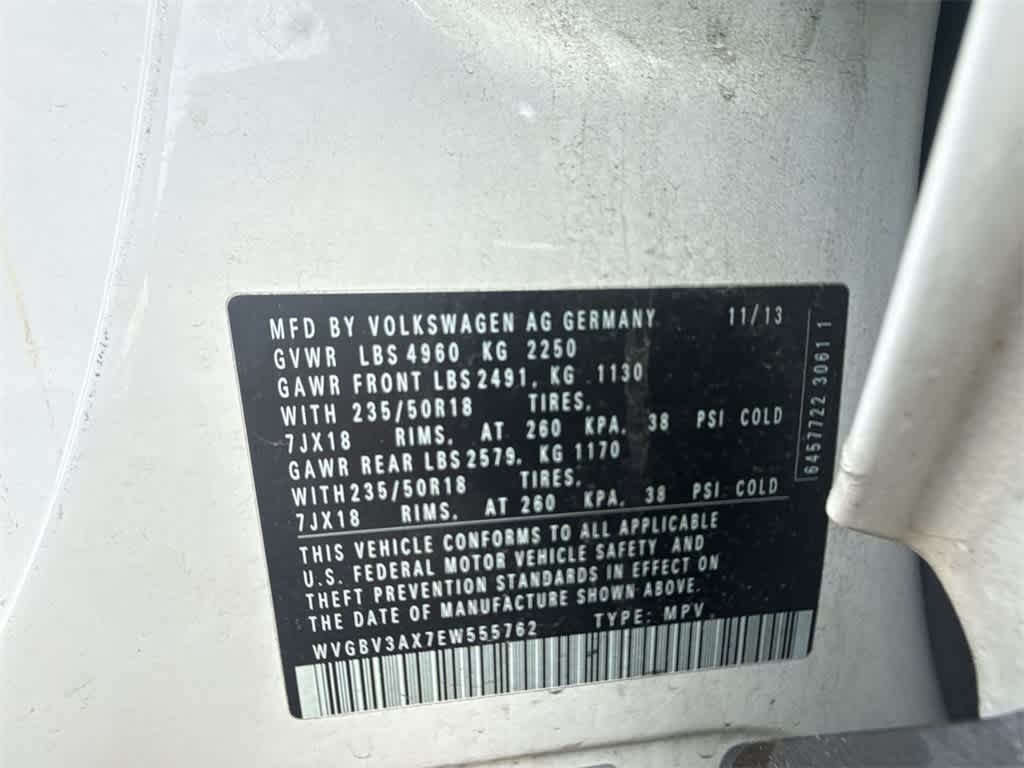 MFD BY VOLKSWAGEN AG GERMANY 11/13
GVWR LBS 4960 KG 2250
GAWR FRONT LBS 2491, KG 1130
WITH 235/50R18 TIRES,
7JX18 RIMS, AT 260 KPA, 38 PSI COLD
GAWR REAR LBS 2579, KG 1170
WITH 235/50R18 TIRES,
7JX18 RIMS, AT 260 KPA, 38 PSI COLD
THIS VEHICLE CONFORMS TO ALL APPLICABLE
U.S. FEDERAL MOTOR VEHICLE SAFETY AND
THEFT PREVENTION STANDARDS IN EFFECT ON
THE DATE OF MANUFACTURE SHOWN ABOVE.
WVGBV3AX7EW555762 TYPE: MPV
6457722 30611